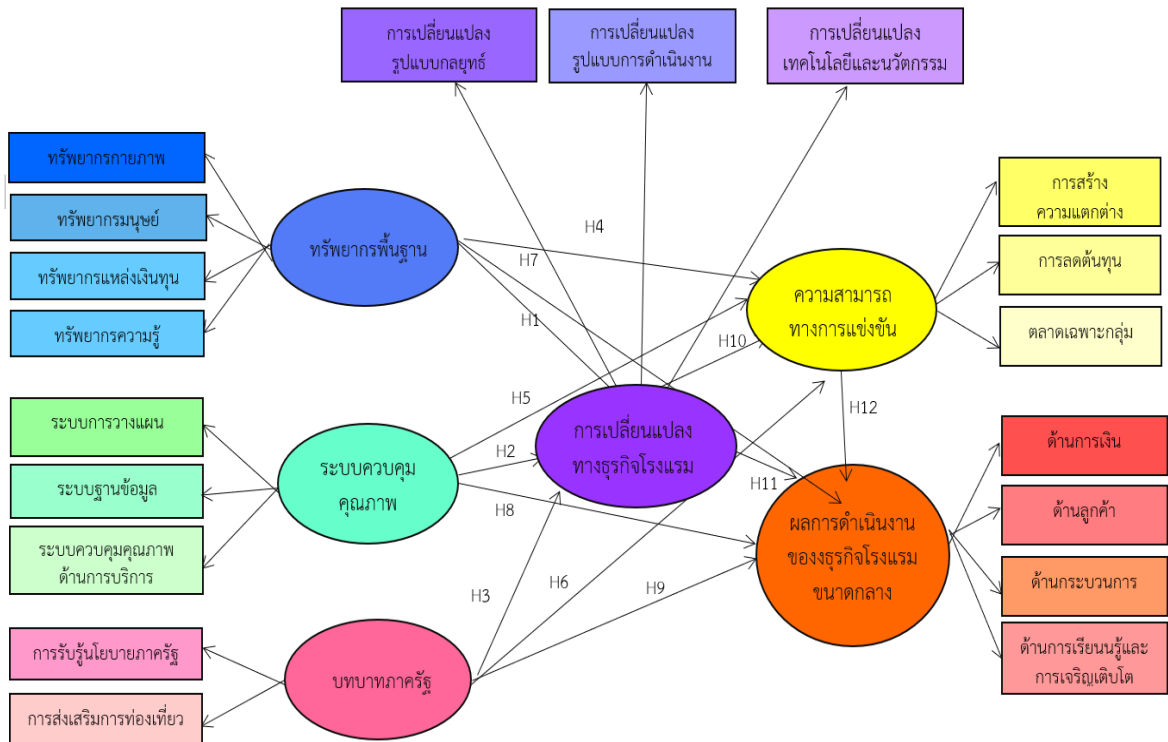 การเปลี่ยนแปลง
รูปแบบกลยุทธ์
การเปลี่ยนแปลง
รูปแบบการดำเนินงาน
การเปลี่ยนแปลง
เทคโนโลยีและนวัตกรรม
ทรัพยากรกายภาพ
ทรัพยากรมนุษย์
ทรัพยากรแหล่งเงินทุน
ทรัพยากรความรู้
ทรัพยากรพื้นฐาน
H4
H7
H1
ความสามารถ
ทางการแข่งขัน
การสร้าง
ความแตกต่าง
การลดต้นทุน
ตลาดเฉพาะกลุ่ม
H10
H5
H12
ระบบการวางแผน
ระบบฐานข้อมูล
ระบบควบคุมคุณภาพ
ด้านการบริการ
ระบบควบคุม
คุณภาพ
H2
H8
การเปลี่ยนแปลง
ทางธุรกิจโรงแรม
H11
ผลการดำเนินงาน
ของงธุรกิจโรงแรม
ขนาดกลาง
ด้านการเงิน
ด้านลูกค้า
ด้านกระบวนการ
ด้านการเรียนนรู้และ
การเจริญเติบโต
H3
H6
H9
การรับรู้นโยบายภาครัฐ
การส่งเสริมการท่องเที่ยว
บทบาทภาครัฐ